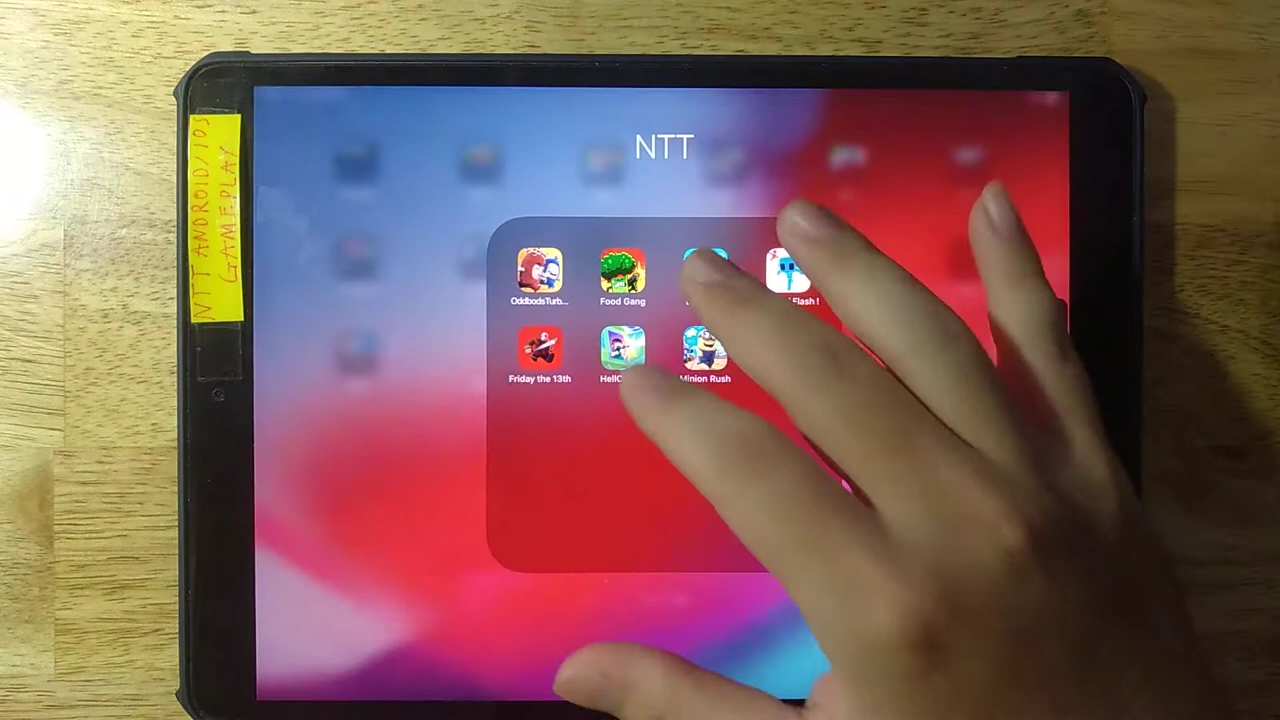 NTT ANDROID/IOS
GAMEPLAY
NTT
OddbodsTurb...
Food Gang
Flash !
Friday the 13th
Minion Rush